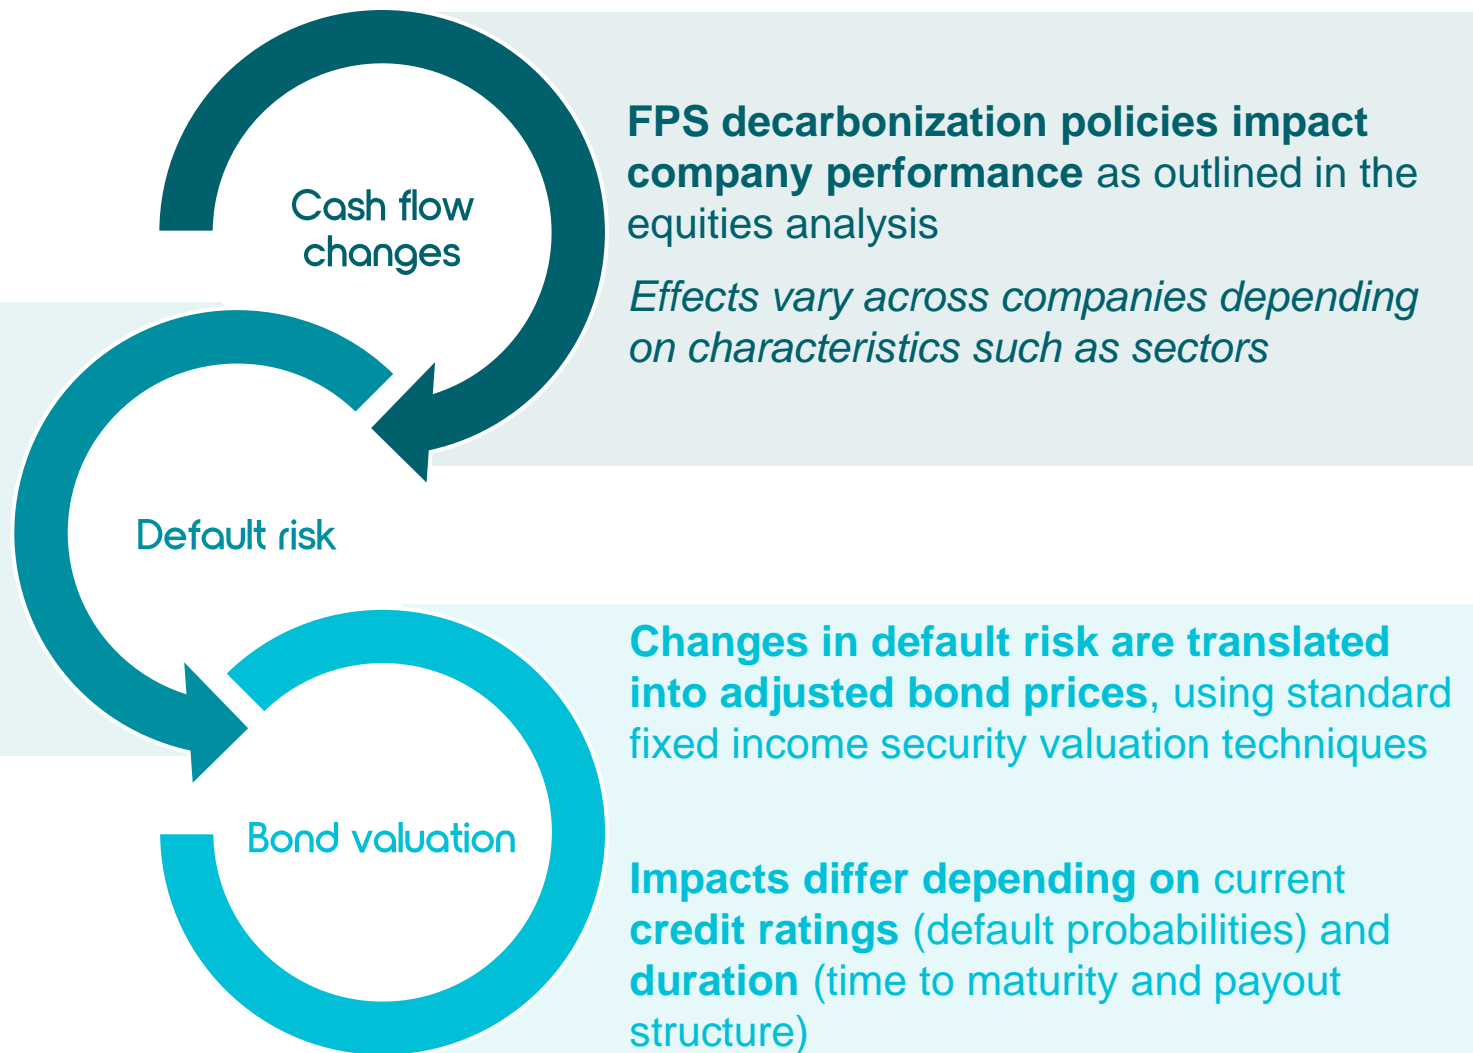 Cash flow
changes
FPS decarbonization policies impact
company performance as outlined in the
equities analysis
Effects vary across companies depending
on characteristics such as sectors
Default risk
Bond valuation
Changes in default risk are translated
into adjusted bond prices, using standard
fixed income security valuation techniques
Impacts differ depending on current
credit ratings (default probabilities) and
duration (time to maturity and payout
structure)